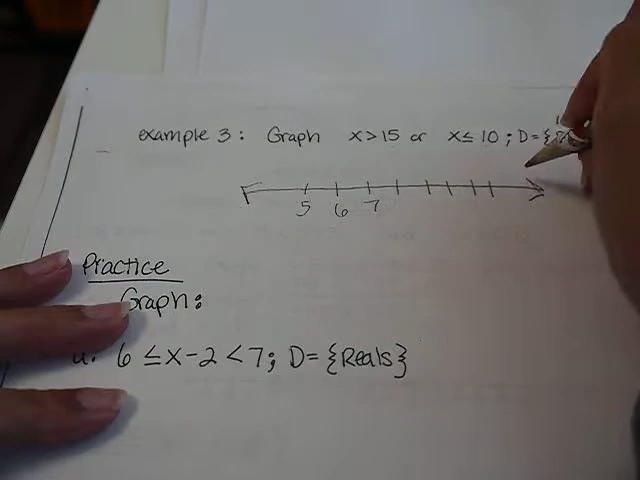 example 3: Graph x>15 or x≤10; D={
5 6 7
Practice
Graph:
a. 6 ≤x-2<7; D= {Reals}